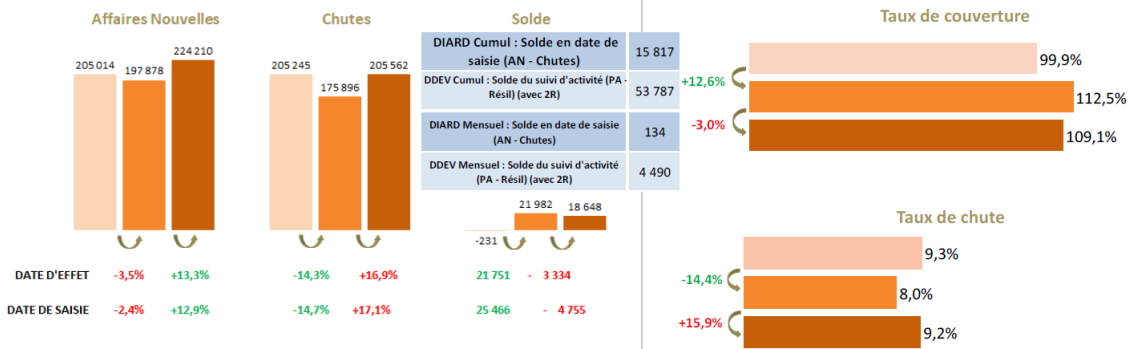 Affaires Nouvelles
205 014
197 878
224 210
Chutes
205 245
175 896
205 562
Solde
DIARD Cumul : Solde en date de
saisie (AN - Chutes)
15 817
DDEV Cumul : Solde du suivi d'activité (PA -
Résil) (avec 2R)
53 787
DIARD Mensuel : Solde en date de saisie
(AN - Chutes)
134
DDEV Mensuel : Solde du suivi d'activité
(PA - Résil) (avec 2R)
4 490
-231
21 982
18 648
DATE D'EFFET -3,5% +13,3% -14,3% +16,9% 21 751 - 3 334
DATE DE SAISIE -2,4% +12,9% -14,7% +17,1% 25 466 - 4 755
Taux de couverture
99,9%
+12,6%
112,5%
-3,0%
109,1%
Taux de chute
9,3%
-14,4%
8,0%
+15,9%
9,2%